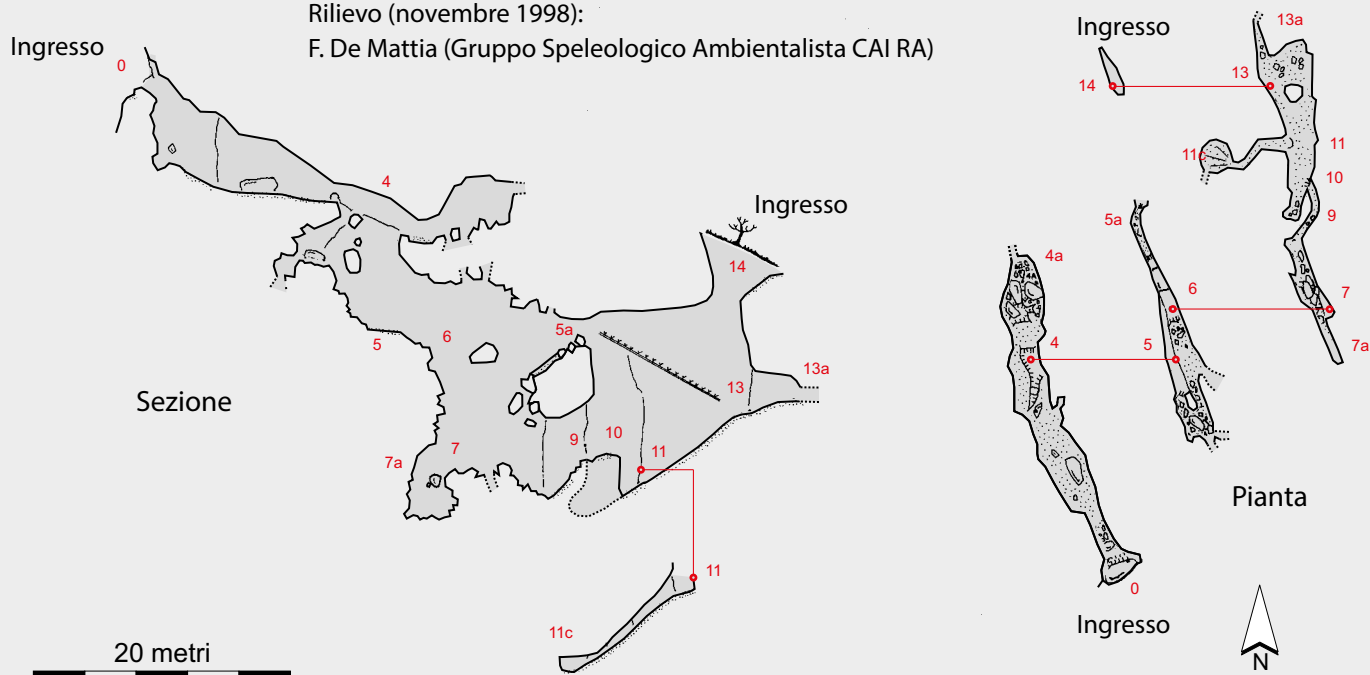 Rilievo (novembre 1998):
F. De Mattia (Gruppo Speleologico Ambientalista CAI RA)
Ingresso
0
4
Ingresso
14
5
6
5a
13
13a
Sezione
7a
7
9
10
11
11
11c
20 metri
Ingresso
13a
14
13
11c
11
10
9
5a
4a
6
7
4
5
7a
Pianta
0
Ingresso
N